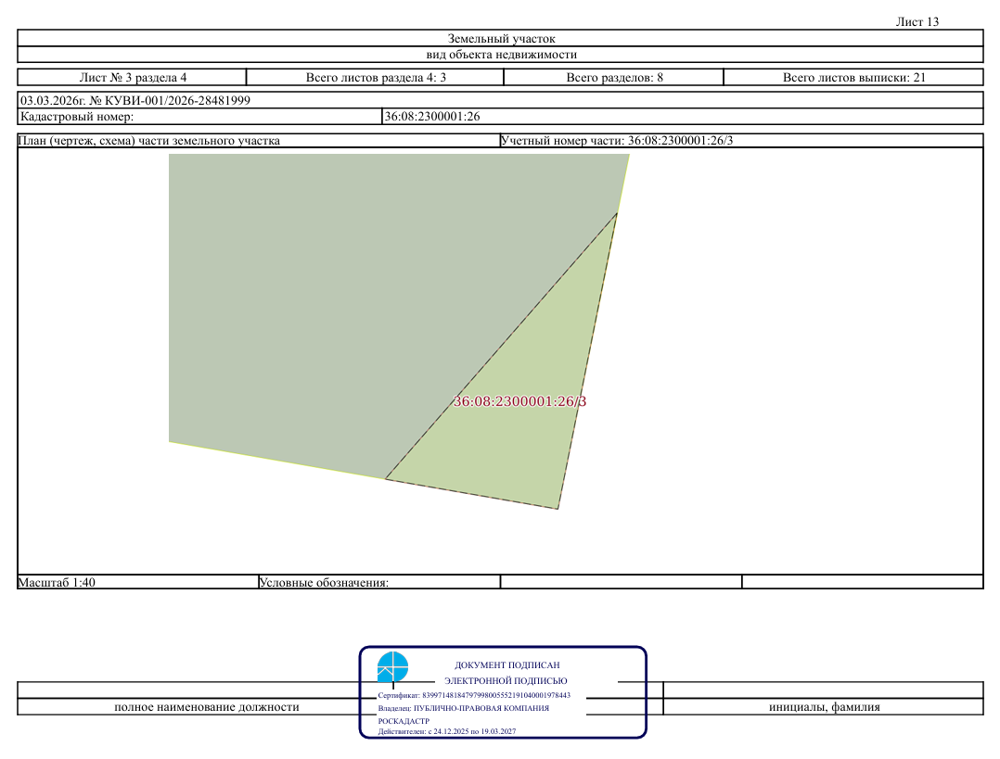 Лист 13
Земельный участок
вид объекта недвижимости
Лист № 3 раздела 4 Всего листов раздела 4: 3 Всего разделов: 8 Всего листов выписки: 21
03.03.2026г. № КУВИ-001/2026-28481999
Кадастровый номер: 36:08:2300001:26
План (чертеж, схема) части земельного участка Учетный номер части: 36:08:2300001:26/3
36:08:2300001:26/3
Масштаб 1:40 Условные обозначения:
ДОКУМЕНТ ПОДПИСАН
ЭЛЕКТРОННОЙ ПОДПИСЬЮ
Сертификат: 83997148184797998005552191040001978443
Владелец: ПУБЛИЧНО-ПРАВОВАЯ КОМПАНИЯ
РОСКАДАСТР
Действителен: с 24.12.2025 по 19.03.2027
полное наименование должности инициалы, фамилия